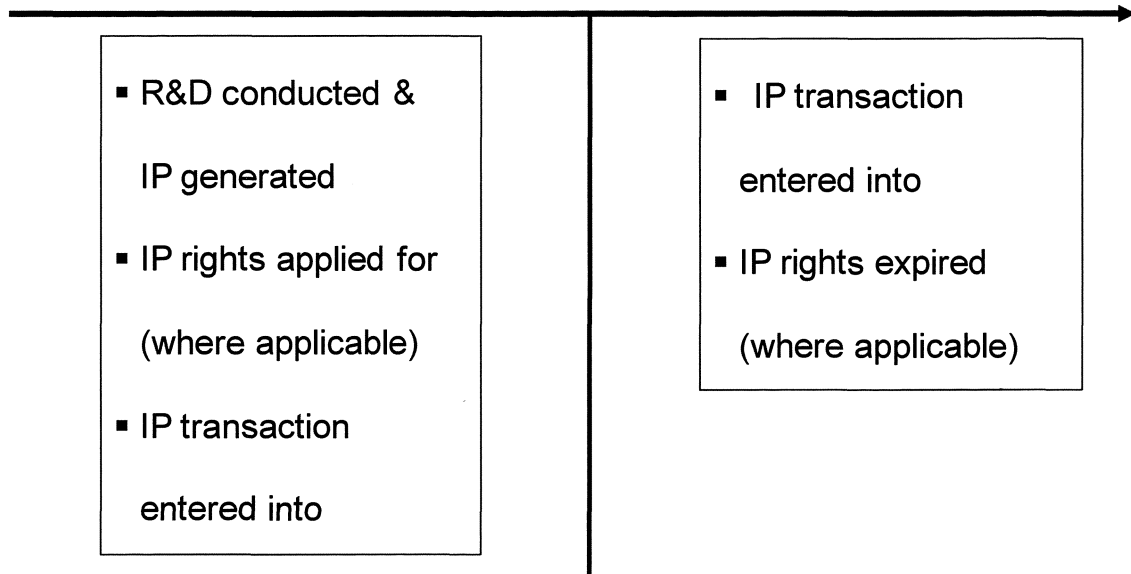 ▪ R&D conducted &
IP generated
▪ IP rights applied for
(where applicable)
▪ IP transaction
entered into
▪ IP transaction
entered into
▪ IP rights expired
(where applicable)